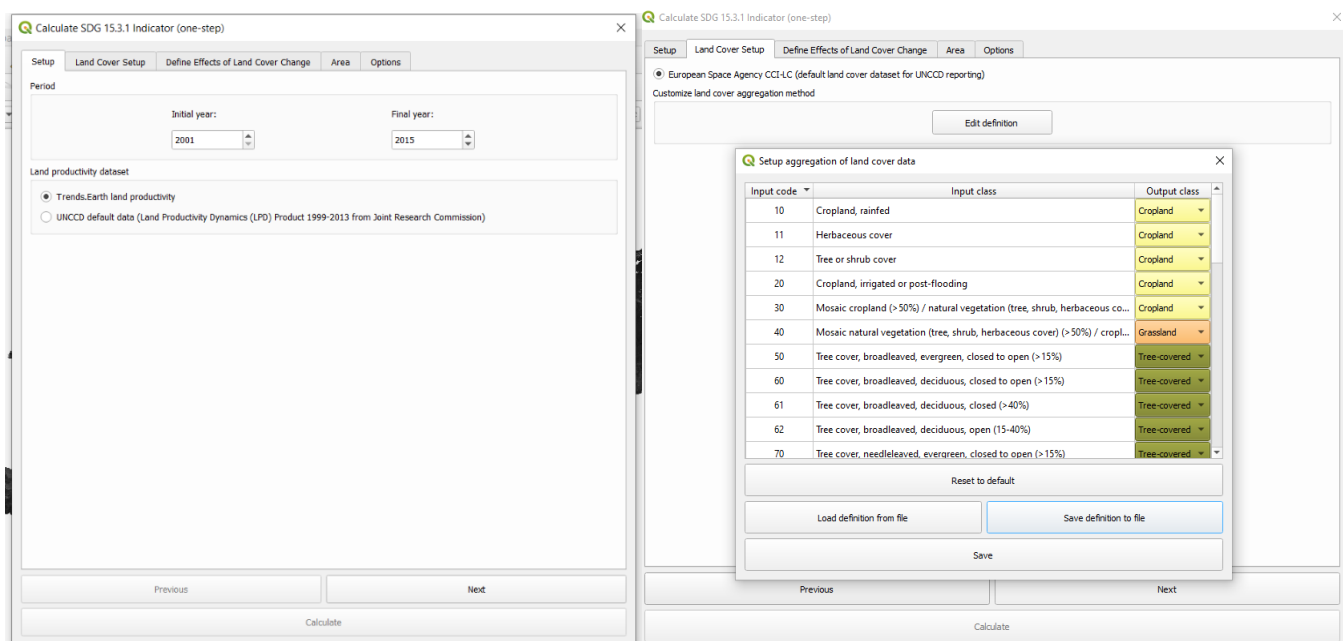 Calculate SDG 15.3.1 Indicator (one-step)
Setup Land Cover Setup Define Effects of Land Cover Change Area Options
Period
Initial year: Final year:
2001 2015
Land productivity dataset
Trends.Earth land productivity
UNCCD default data (Land Productivity Dynamics (LPD) Product 1999-2013 from Joint Research Commission)
Previous Next
Calculate
Calculate SDG 15.3.1 Indicator (one-step)
Setup Land Cover Setup Define Effects of Land Cover Change Area Options
European Space Agency CCI-LC (default land cover dataset for UNCCD reporting)
Customize land cover aggregation method
Edit definition
Setup aggregation of land cover data
Input code Input class Output class
10 Cropland, rainfed Cropland
11 Herbaceous cover Cropland
12 Tree or shrub cover Cropland
20 Cropland, irrigated or post-flooding Cropland
30 Mosaic cropland (>50%) / natural vegetation (tree, shrub, herbaceous co... Cropland
40 Mosaic natural vegetation (tree, shrub, herbaceous cover) (>50%) / cropl... Grassland
50 Tree cover, broadleaved, evergreen, closed to open (>15%) Tree-covered
60 Tree cover, broadleaved, deciduous, closed to open (>15%) Tree-covered
61 Tree cover, broadleaved, deciduous, closed (>40%) Tree-covered
62 Tree cover, broadleaved, deciduous, open (15-40%) Tree-covered
70 Tree cover, needleleaved, evergreen, closed to open (>15%) Tree-covered
Reset to default
Load definition from file Save definition to file
Save
Previous Next
Calculate